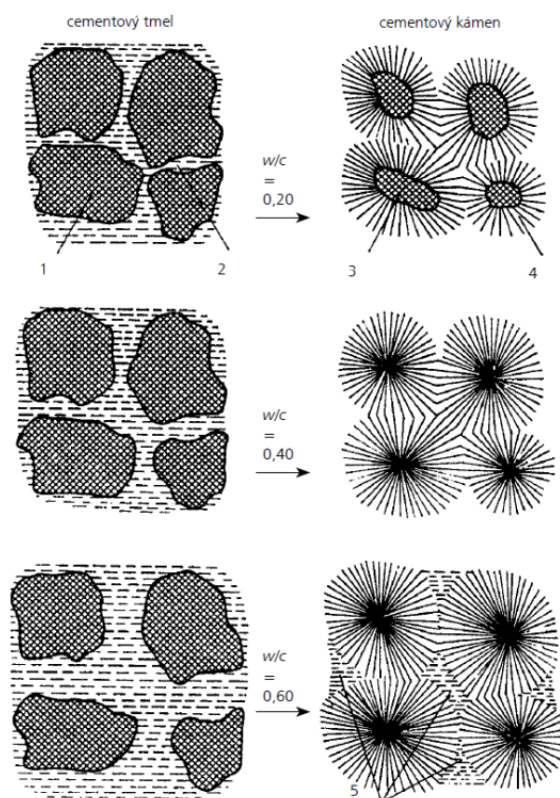 cementový tmel
cementový kámen
w/c
=
0,20
1
2
3
4
w/c
=
0,40
w/c
=
0,60
5